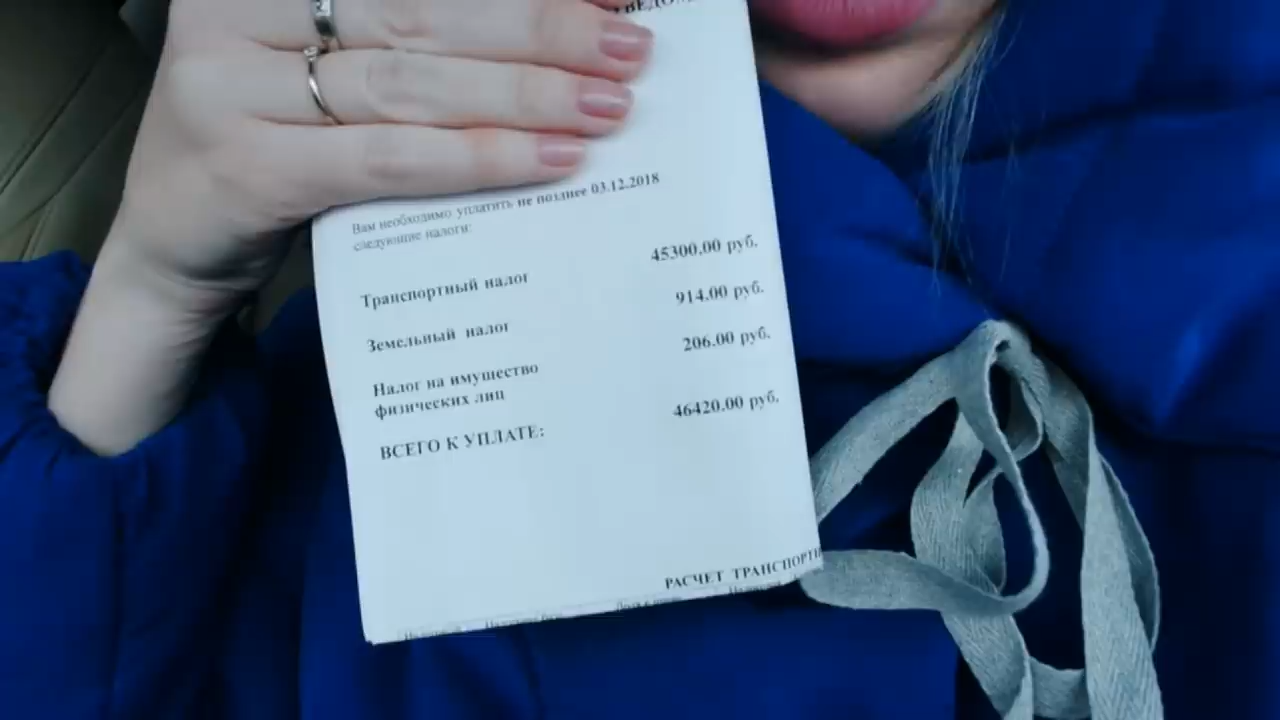 Вам необходимо уплатить не позднее 03.12.2018
следующие налоги:
Транспортный налог 45300,00 руб.
Земельный налог 914.00 руб.
Налог на имущество
физических лиц 206.00 руб.
ВСЕГО К УПЛАТЕ: 46420.00 руб.
РАСЧЕТ ТРАНСПОРТН